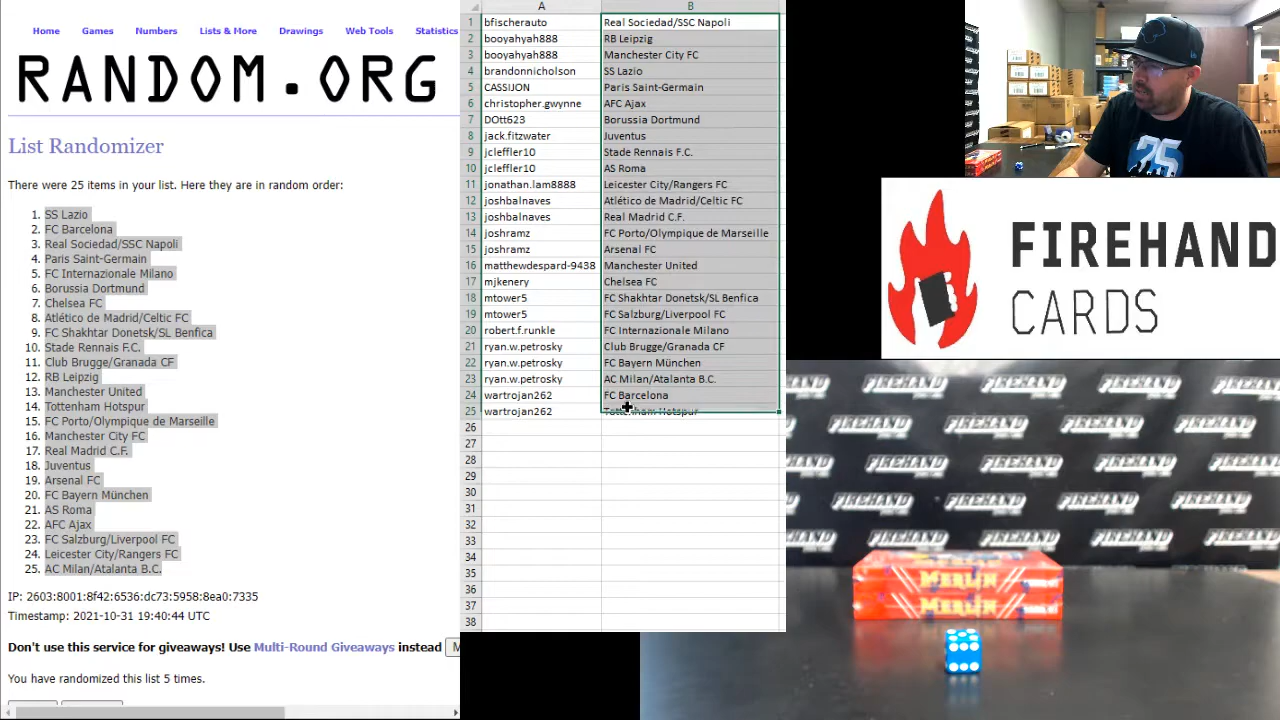 Home Games Numbers Lists & More Drawings Web Tools Statistics
RANDOM.ORG
List Randomizer
There were 25 items in your list. Here they are in random order:
1. SS Lazio
2. FC Barcelona
3. Real Sociedad/SSC Napoli
4. Paris Saint-Germain
5. FC Internazionale Milano
6. Borussia Dortmund
7. Chelsea FC
8. Atlético de Madrid/Celtic FC
9. FC Shakhtar Donetsk/SL Benfica
10. Stade Rennais F.C.
11. Club Brugge/Granada CF
12. RB Leipzig
13. Manchester United
14. Tottenham Hotspur
15. FC Porto/Olympique de Marseille
16. Manchester City FC
17. Real Madrid C.F.
18. Juventus
19. Arsenal FC
20. FC Bayern München
21. AS Roma
22. AFC Ajax
23. FC Salzburg/Liverpool FC
24. Leicester City/Rangers FC
25. AC Milan/Atalanta B.C.
IP: 2603:8001:8f42:6536:dc73:5958:8ea0:7335
Timestamp: 2021-10-31 19:40:44 UTC
Don't use this service for giveaways! Use Multi-Round Giveaways instead
You have randomized this list 5 times.
A B
1 bfischerauto Real Sociedad/SSC Napoli
2 booyahyah888 RB Leipzig
3 booyahyah888 Manchester City FC
4 brandonnicholson SS Lazio
5 CASSIJON Paris Saint-Germain
6 christopher.gwynne AFC Ajax
7 DOtt623 Borussia Dortmund
8 jack.fitzwater Juventus
9 jcleffler10 Stade Rennais F.C.
10 jcleffler10 AS Roma
11 jonathan.lam8888 Leicester City/Rangers FC
12 joshbalnaves Atlético de Madrid/Celtic FC
13 joshbalnaves Real Madrid C.F.
14 joshramz FC Porto/Olympique de Marseille
15 joshramz Arsenal FC
16 matthewdespard-9438 Manchester United
17 mjkenery Chelsea FC
18 mtower5 FC Shakhtar Donetsk/SL Benfica
19 mtower5 FC Salzburg/Liverpool FC
20 robert.f.runkle FC Internazionale Milano
21 ryan.w.petrosky Club Brugge/Granada CF
22 ryan.w.petrosky FC Bayern München
23 ryan.w.petrosky AC Milan/Atalanta B.C.
24 wartrojan262 FC Barcelona
25 wartrojan262 Tottenham Hotspur
26
27
28
29
30
31
32
33
34
35
36
37
38
25
FIREHAND
CARDS
FIREHAND FIREHAND FIREHAND
FIREHAND FIREHAND FIREHAND
FIREHAND FIREHAND FIREHAND
MERLIN
MERLIN